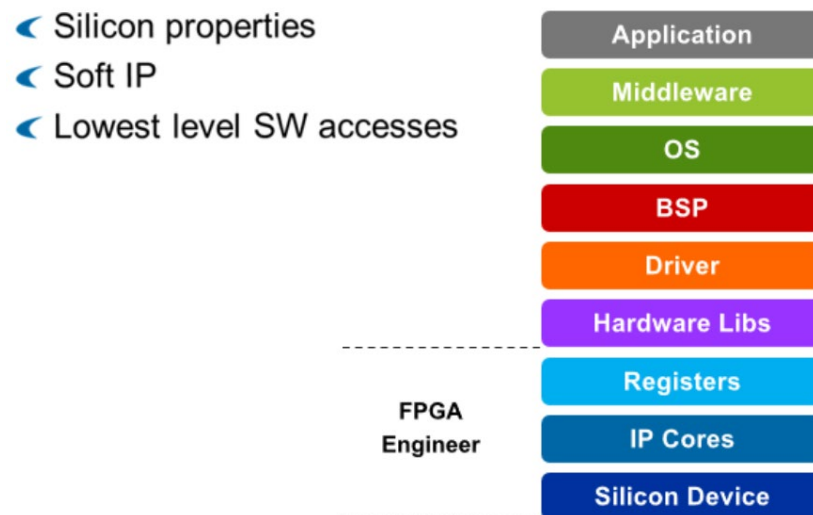 Silicon properties
Soft IP
Lowest level SW accesses
Application
Middleware
OS
BSP
Driver
Hardware Libs
Registers
IP Cores
Silicon Device
FPGA
Engineer